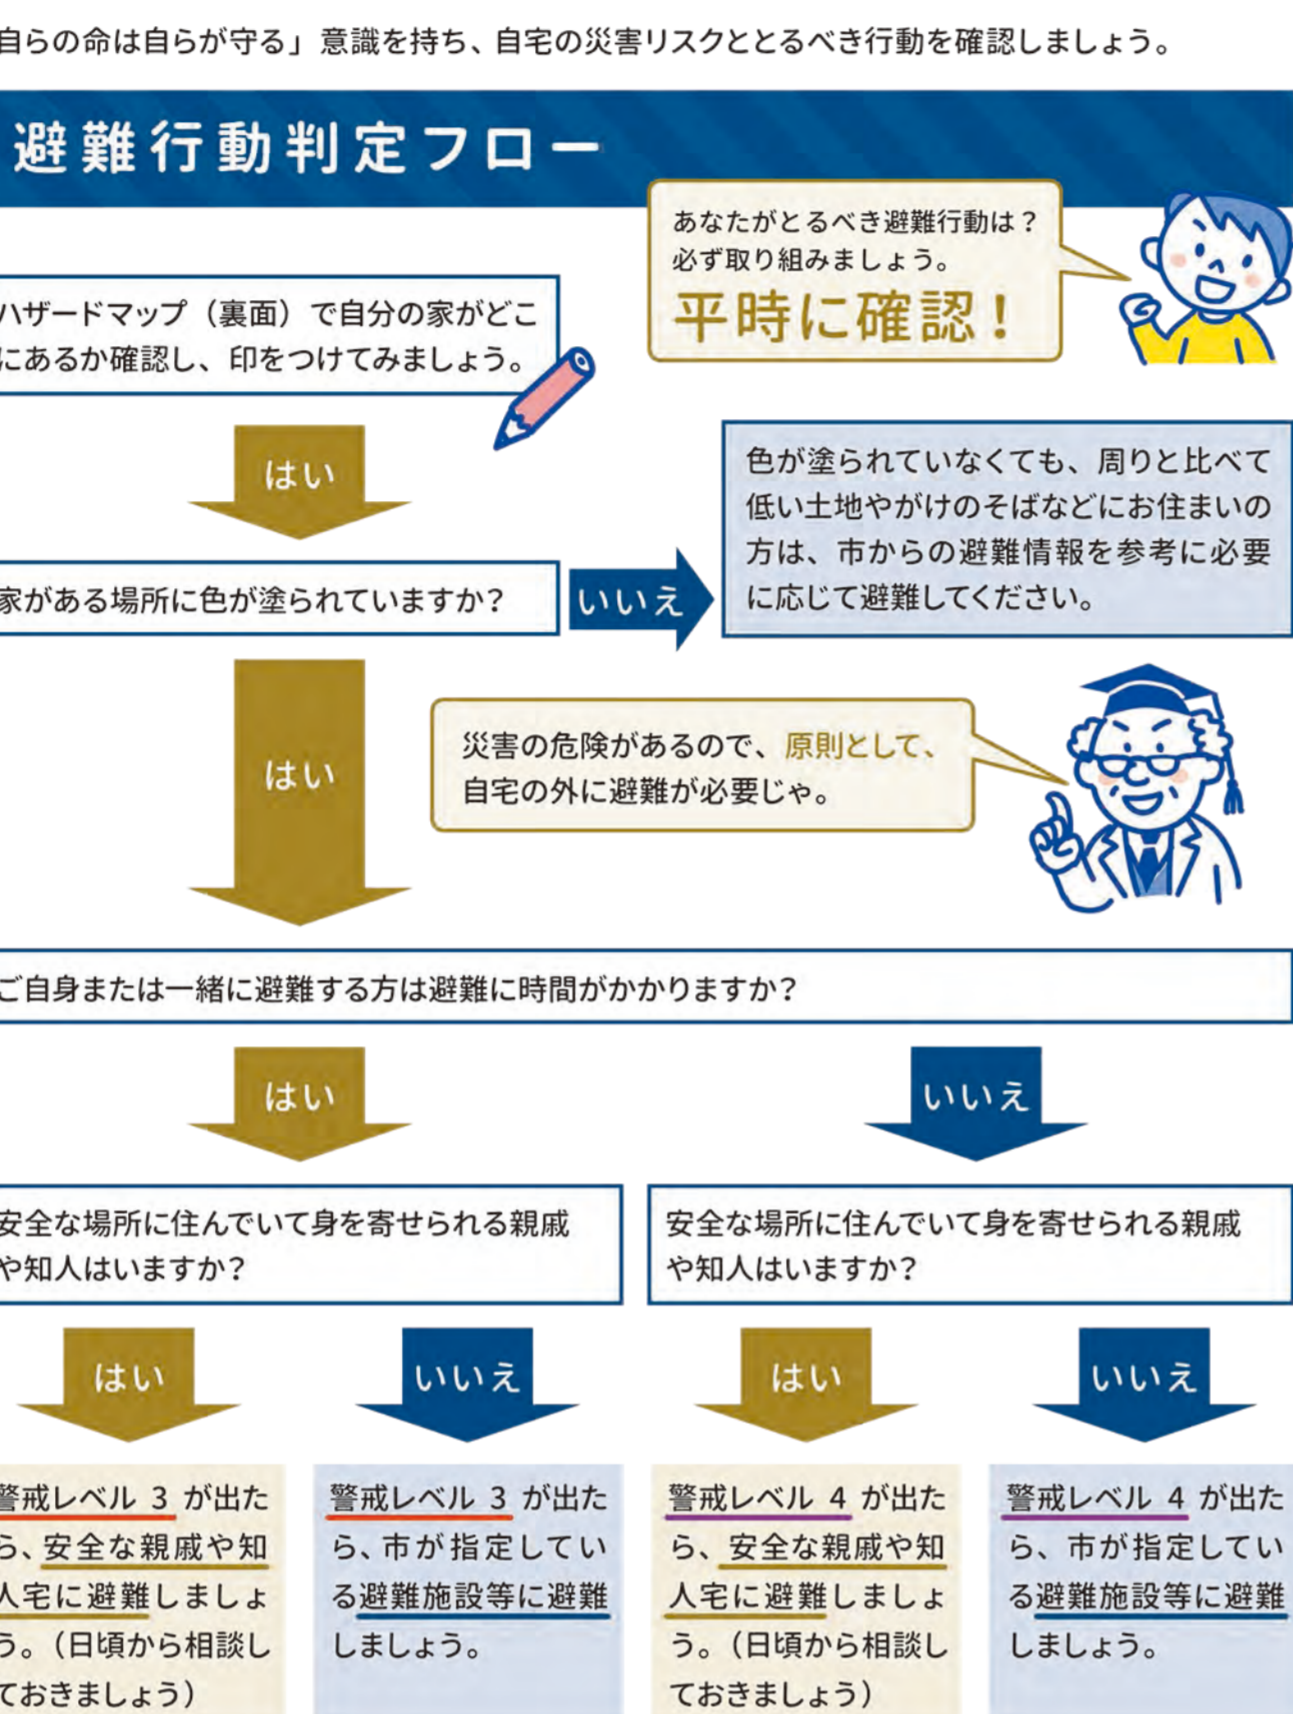 自らの命は自らが守る」意識を持ち、自宅の災害リスクととるべき行動を確認しましょう。
避難行動判定フロー
あなたがとるべき避難行動は?
必ず取り組みましょう。
平時に確認!
ハザードマップ（裏面）で自分の家がどこ
にあるか確認し、印をつけてみましょう。
はい
色が塗られていなくても、周りと比べて
低い土地やがけのそばなどにお住まいの
方は、市からの避難情報を参考に必要
に応じて避難してください。
家がある場所に色が塗られていますか?
いいえ
はい
災害の危険があるので、原則として、
自宅の外に避難が必要じゃ。
ご自身または一緒に避難する方は避難に時間がかかりますか?
はい
いいえ
安全な場所に住んでいて身を寄せられる親戚
や知人はいますか?
安全な場所に住んでいて身を寄せられる親戚
や知人はいますか?
はい
いいえ
はい
いいえ
警戒レベル 3 が出た
ら、安全な親戚や知
人宅に避難しましょ
う。（日頃から相談し
ておきましょう）
警戒レベル 3 が出た
ら、市が指定してい
る避難施設等に避難
しましょう。
警戒レベル 4 が出た
ら、安全な親戚や知
人宅に避難しましょ
う。（日頃から相談し
ておきましょう）
警戒レベル 4 が出た
ら、市が指定してい
る避難施設等に避難
しましょう。